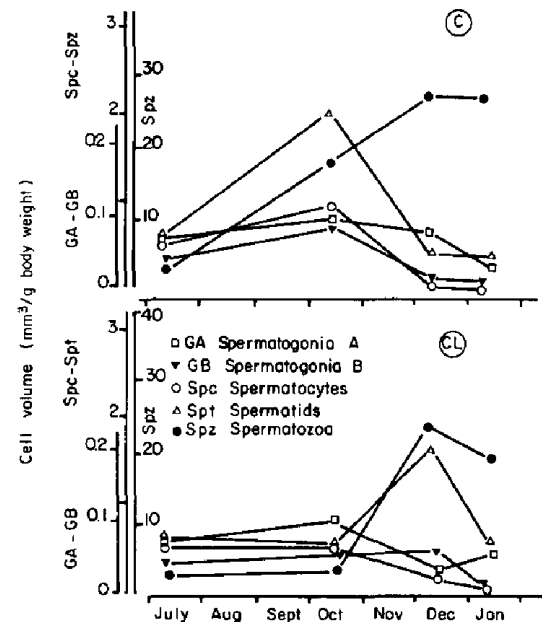 C
Cell volume (mm³/g body weight)
Spc-Spz
GA-GB
Spz
3
2
0.2
0.1
0
30
20
10
CL
Spc-Spt
GA-GB
Spz
3
2
0.2
0.1
0
40
30
20
10
□ GA Spermatogonia A
▼ GB Spermatogonia B
○ Spc Spermatocytes
△ Spt Spermatids
● Spz Spermatozoa
July Aug Sept Oct Nov Dec Jan